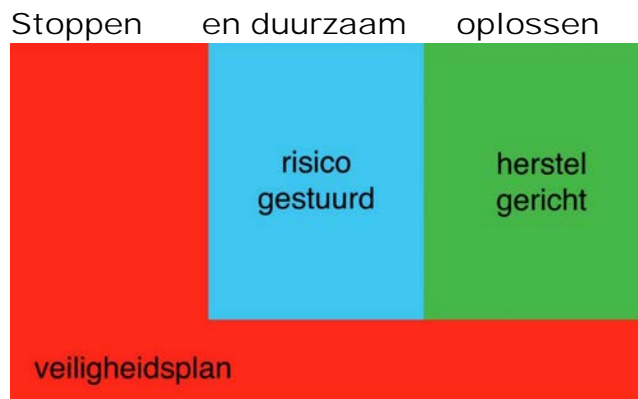 Stoppen en duurzaam oplossen
risico
gestuurd
herstel
gericht
veiligheidsplan